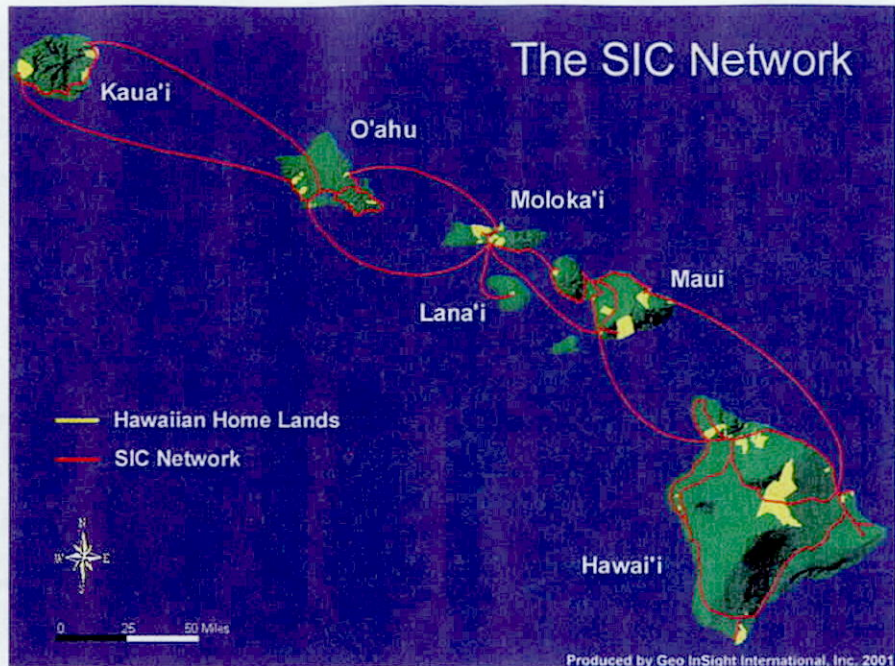 The SIC Network
Kaua'i
O'ahu
Moloka'i
Maui
Lana'i
Hawaiian Home Lands
SIC Network
N
W E
S
Hawai'i
0 25 50 Miles
Produced by Geo InSight International, Inc.